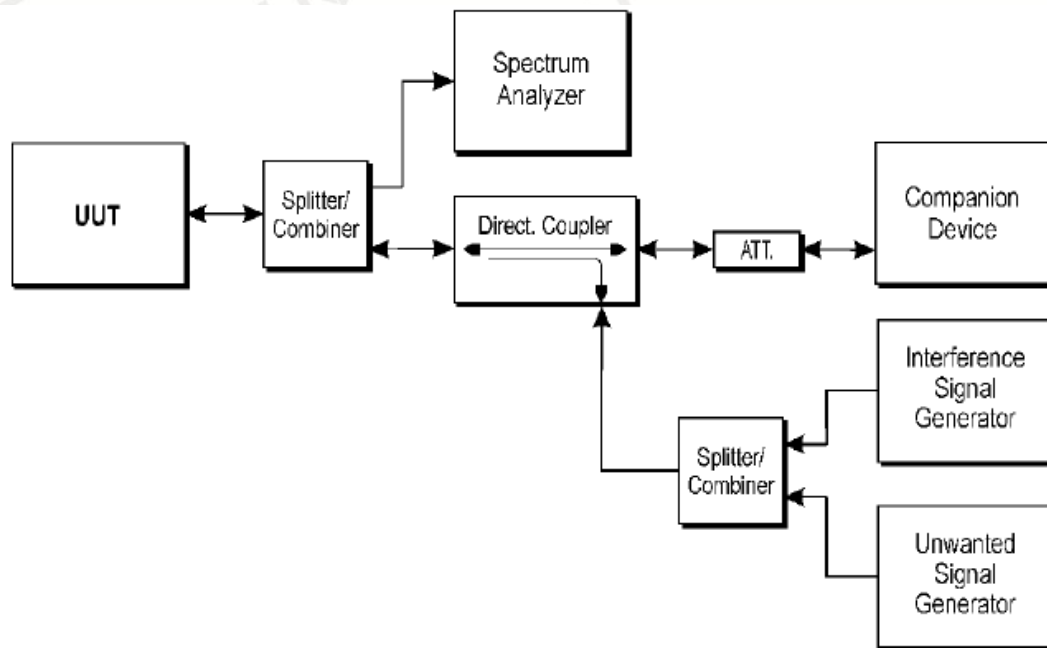 Spectrum
Analyzer
UUT
Splitter/
Combiner
Direct. Coupler
ATT.
Companion
Device
Interference
Signal
Generator
Splitter/
Combiner
Unwanted
Signal
Generator